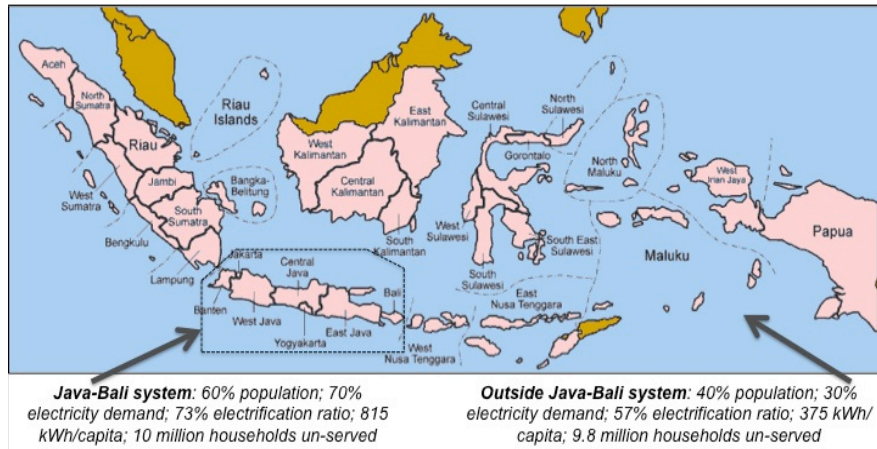 Aceh
North
Sumatra
Riau
Islands
Riau
West
Sumatra
Jambi
Bangka-
Belitung
South
Sumatra
Bengkulu
Lampung
West
Kalimantan
East
Kalimantan
Central
Kalimantan
South
Kalimantan
Central
Sulawesi
North
Sulawesi
Gorontalo
West
Sulawesi
South
Sulawesi
South East
Sulawesi
North
Maluku
Maluku
West
Irian Jaya
Papua
Jakarta
Banten
West Java
Central
Java
Yogyakarta
East Java
Bali
West
Nusa Tenggara
East
Nusa Tenggara
Java-Bali system: 60% population; 70%
electricity demand; 73% electrification ratio; 815
kWh/capita; 10 million households un-served
Outside Java-Bali system: 40% population; 30%
electricity demand; 57% electrification ratio; 375 kWh/
capita; 9.8 million households un-served